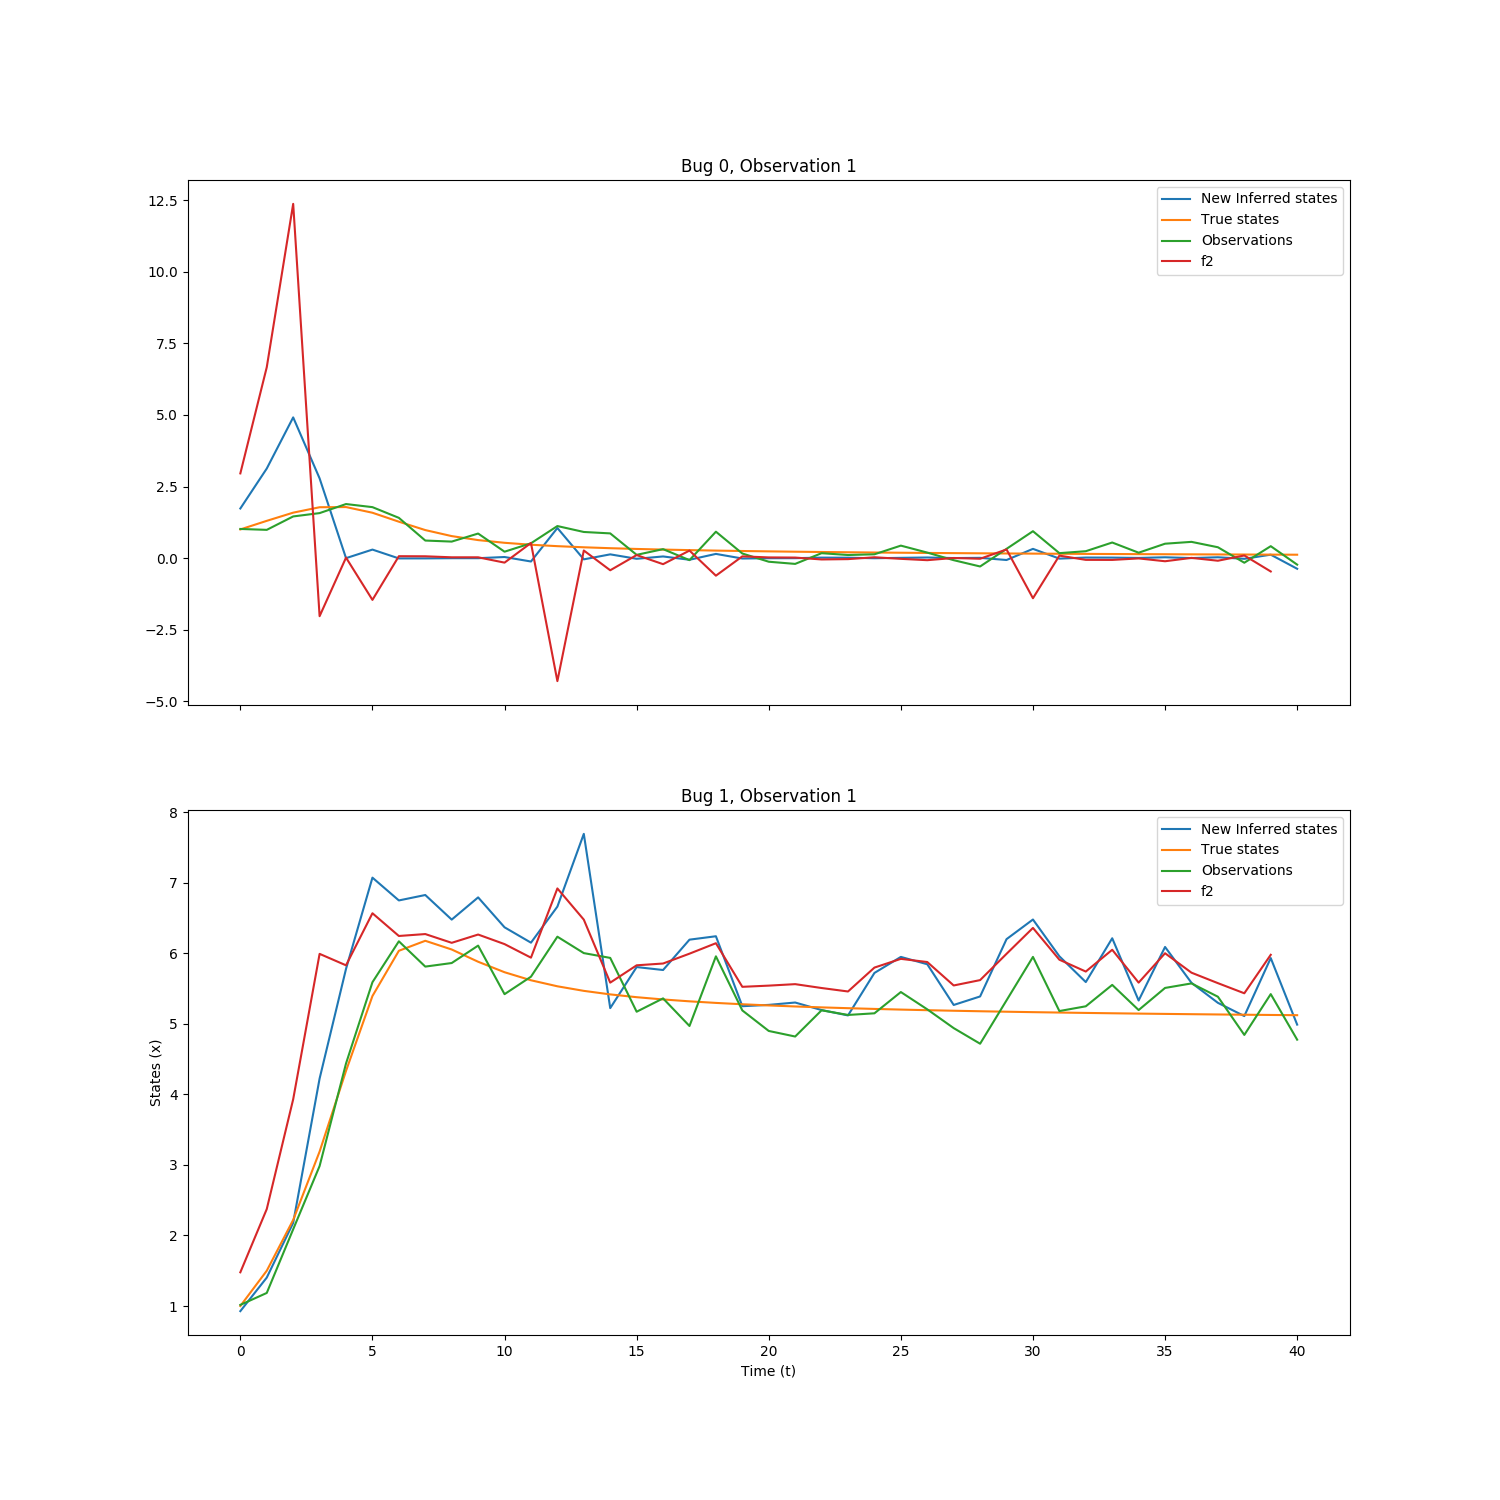 Bug 0, Observation 1
12.5
10.0
7.5
5.0
2.5
0.0
−2.5
−5.0
New Inferred states
True states
Observations
f2
Bug 1, Observation 1
8
7
6
5
4
3
2
1
States (x)
New Inferred states
True states
Observations
f2
0 5 10 15 20 25 30 35 40
Time (t)